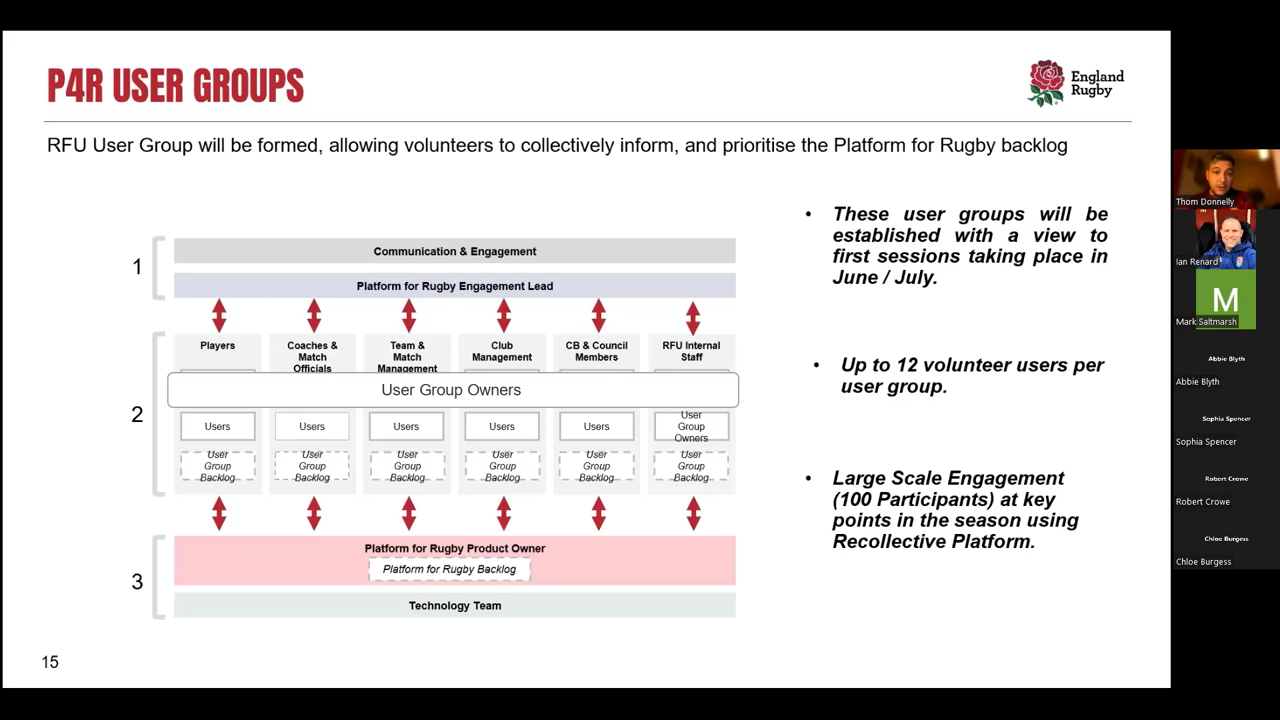 P4R USER GROUPS
England
Rugby
RFU User Group will be formed, allowing volunteers to collectively inform, and prioritise the Platform for Rugby backlog
1
Communication & Engagement
Platform for Rugby Engagement Lead
2
Players
Coaches &
Match
Officials
Team &
Match
Management
Club
Management
CB & Council
Members
RFU Internal
Staff
User Group Owners
Users
Users
Users
Users
Users
User
Group
Owners
User
Group
Backlog
User
Group
Backlog
User
Group
Backlog
User
Group
Backlog
User
Group
Backlog
User
Group
Backlog
3
Platform for Rugby Product Owner
Platform for Rugby Backlog
Technology Team
• These user groups will be
established with a view to
first sessions taking place in
June / July.
• Up to 12 volunteer users per
user group.
• Large Scale Engagement
(100 Participants) at key
points in the season using
Recollective Platform.
15
Thom Donnelly
Ian Renard
M
Mark Saltmarsh
Abbie Blyth
Abbie Blyth
Sophia Spencer
Sophia Spencer
Robert Crowe
Robert Crowe
Chloe Burgess
Chloe Burgess